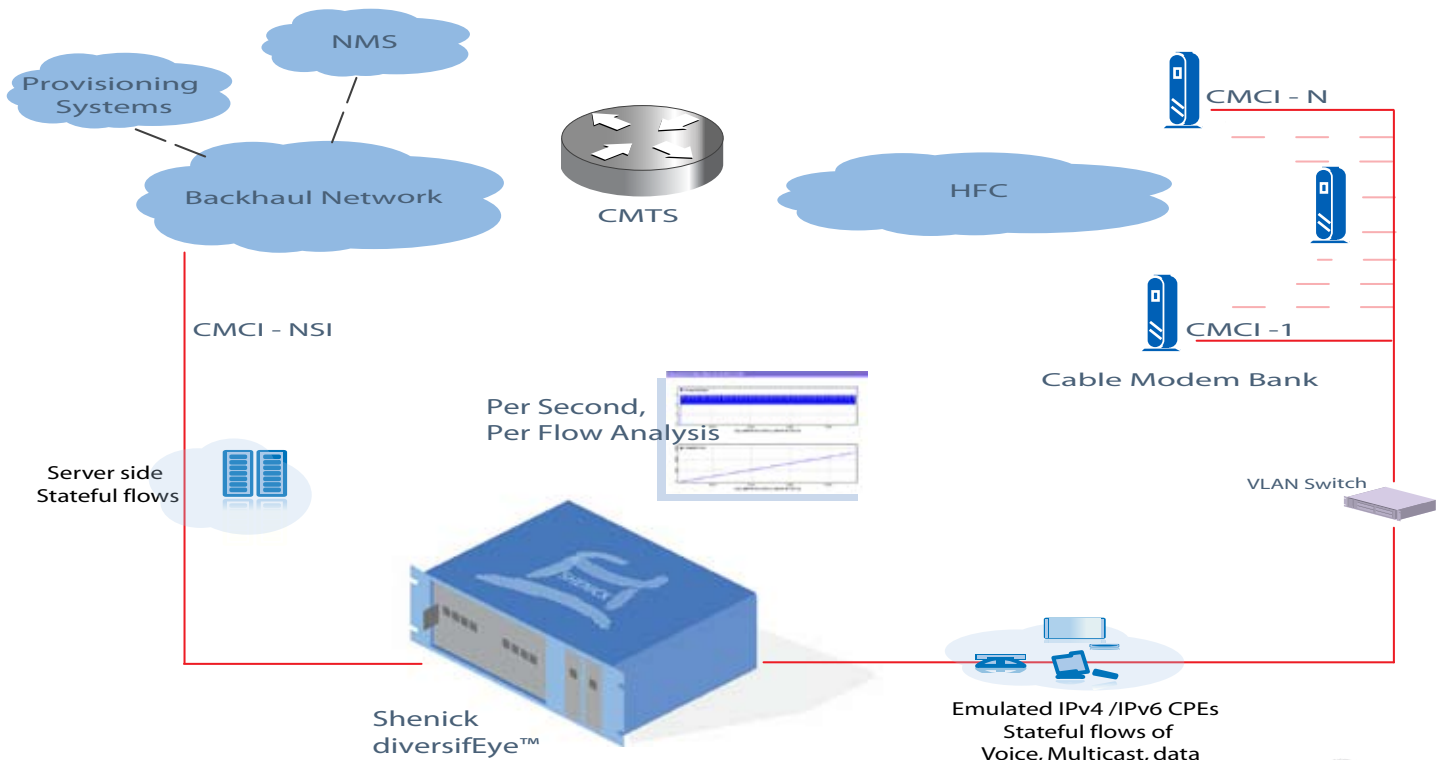 NMS
Provisioning
Systems
CMCI - N
Backhaul Network
HFC
CMTS
CMCI - NSI
CMCI -1
Cable Modem Bank
Per Second,
Per Flow Analysis
Server side
Stateful flows
VLAN Switch
SHENICK
Shenick
diversifEye™
Emulated IPv4 /IPv6 CPEs
Stateful flows of
Voice, Multicast, data